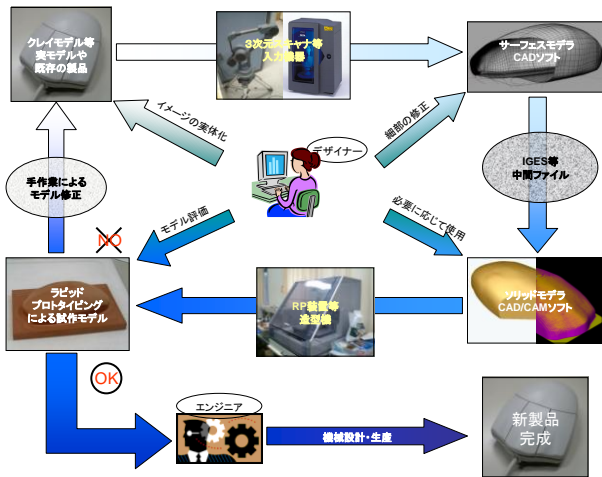 クレイモデル等
実モデルや
既存の製品
3次元スキャナ等
入力機器
サーフェスモデラ
CADソフト
イメージの実体化
デザイナー
細部の修正
手作業による
モデル修正
IGES等
中間ファイル
モデル評価
必要に応じて使用
NO
ラピッド
プロトタイピング
による試作モデル
RP装置等
造型機
ソリッドモデラ
CAD/CAMソフト
OK
エンジニア
機械設計・生産
新製品
完成